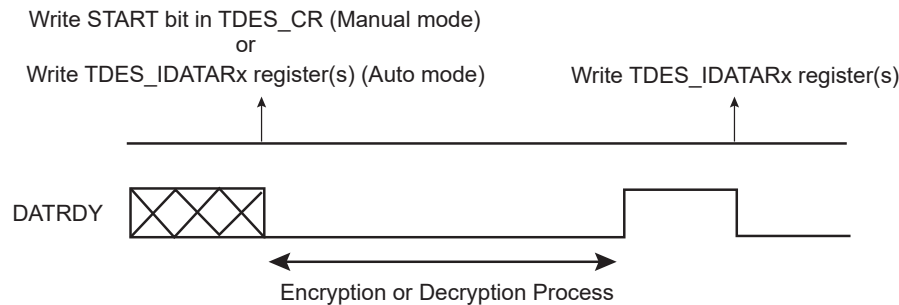 Write START bit in TDES_CR (Manual mode)
or
Write TDES_IDATARx register(s) (Auto mode)
Write TDES_IDATARx register(s)
DATRDY
Encryption or Decryption Process